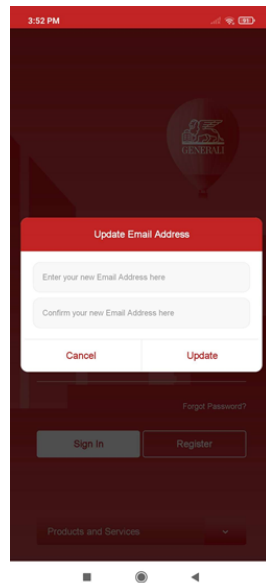 3:52 PM
GENERALI
Update Email Address
Enter your new Email Address here
Confirm your new Email Address here
Cancel Update
Forgot Password?
Sign In Register
Products and Services